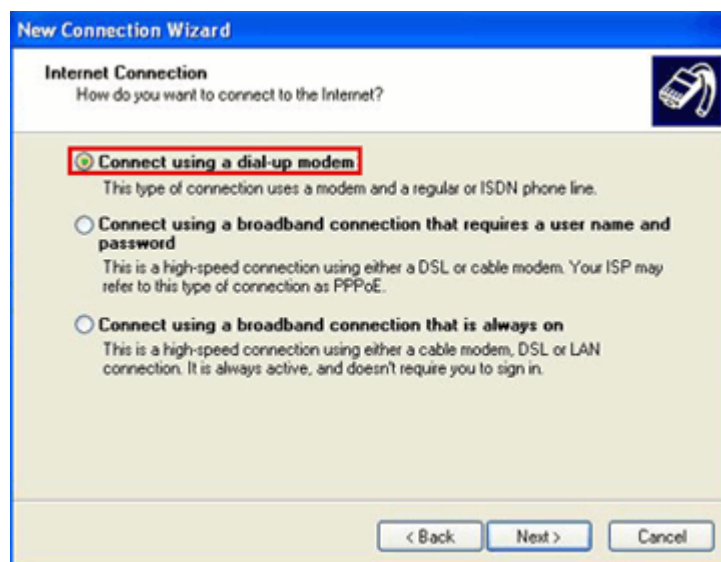 New Connection Wizard
Internet Connection
How do you want to connect to the Internet?
Connect using a dial-up modem
This type of connection uses a modem and a regular or ISDN phone line.
Connect using a broadband connection that requires a user name and
password
This is a high-speed connection using either a DSL or cable modem. Your ISP may
refer to this type of connection as PPPoE.
Connect using a broadband connection that is always on
This is a high-speed connection using either a cable modem, DSL or LAN
connection. It is always active, and doesn't require you to sign in.
< Back Next > Cancel